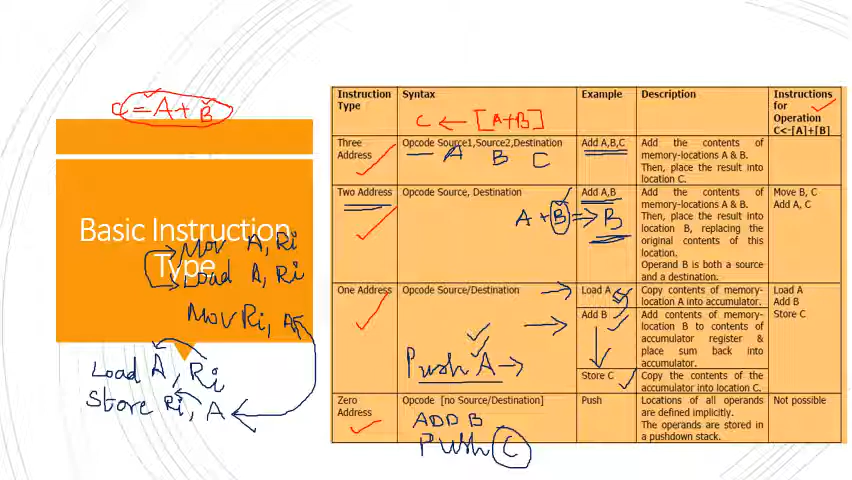 C = A + B
Basic Instruction
Type
Mov A, Ri
Load A, Ri
Mov Ri, A
Load A, Ri
Store Ri, A
Instruction Type
Syntax
Example
Description
Instructions for Operation C<-[A]+[B]
C ← [A+B]
Three Address
Opcode Source1,Source2,Destination
A B C
Add A,B,C
Add the contents of memory-locations A & B. Then, place the result into location C.
Two Address
Opcode Source, Destination
A + B => B
Add A,B
Add the contents of memory-locations A & B. Then, place the result into location B, replacing the original contents of this location.
Operand B is both a source and a destination.
Move B, C
Add A, C
One Address
Opcode Source/Destination
Load A
Copy contents of memory-location A into accumulator.
Load A
Add B
Store C
Add B
Add contents of memory-location B to contents of accumulator register & place sum back into accumulator.
Push A
Store C
Copy the contents of the accumulator into location C.
Zero Address
Opcode [no Source/Destination]
ADD B
Push C
Push
Locations of all operands are defined implicitly.
The operands are stored in a pushdown stack.
Not possible